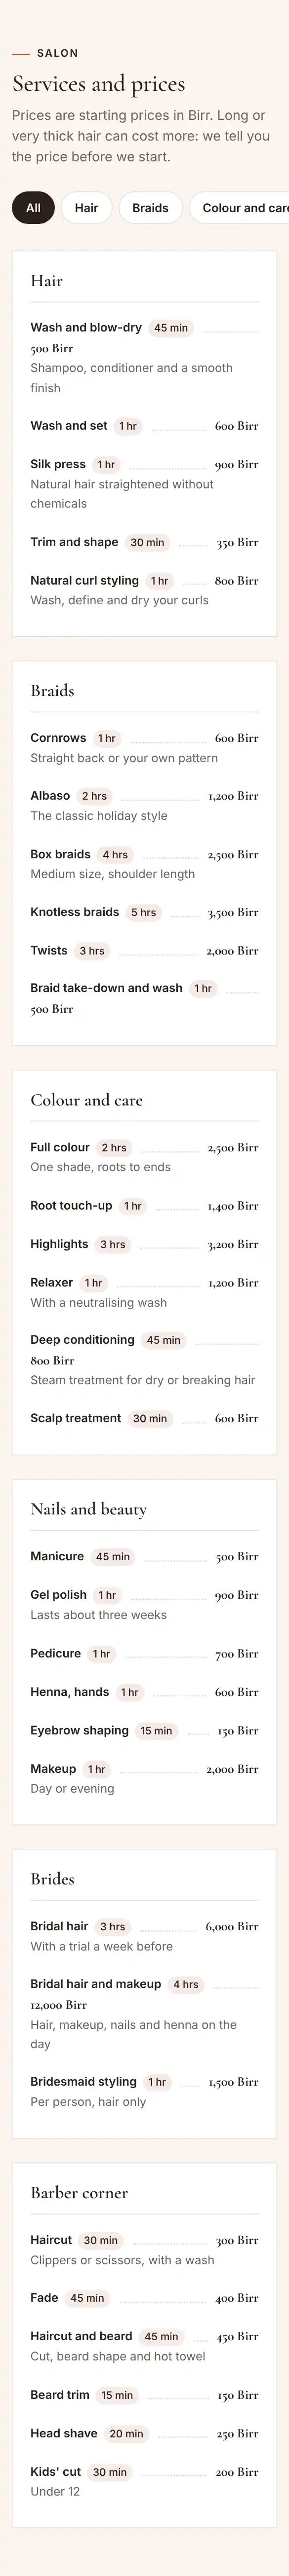 SALON
Services and prices
Prices are starting prices in Birr. Long or
very thick hair can cost more: we tell you
the price before we start.
All Hair Braids Colour and care
Hair
Wash and blow-dry 45 min
500 Birr
Shampoo, conditioner and a smooth
finish
Wash and set 1 hr 600 Birr
Silk press 1 hr 900 Birr
Natural hair straightened without
chemicals
Trim and shape 30 min 350 Birr
Natural curl styling 1 hr 800 Birr
Wash, define and dry your curls
Braids
Cornrows 1 hr 600 Birr
Straight back or your own pattern
Albaso 2 hrs 1,200 Birr
The classic holiday style
Box braids 4 hrs 2,500 Birr
Medium size, shoulder length
Knotless braids 5 hrs 3,500 Birr
Twists 3 hrs 2,000 Birr
Braid take-down and wash 1 hr
500 Birr
Colour and care
Full colour 2 hrs 2,500 Birr
One shade, roots to ends
Root touch-up 1 hr 1,400 Birr
Highlights 3 hrs 3,200 Birr
Relaxer 1 hr 1,200 Birr
With a neutralising wash
Deep conditioning 45 min
800 Birr
Steam treatment for dry or breaking hair
Scalp treatment 30 min 600 Birr
Nails and beauty
Manicure 45 min 500 Birr
Gel polish 1 hr 900 Birr
Lasts about three weeks
Pedicure 1 hr 700 Birr
Henna, hands 1 hr 600 Birr
Eyebrow shaping 15 min 150 Birr
Makeup 1 hr 2,000 Birr
Day or evening
Brides
Bridal hair 3 hrs 6,000 Birr
With a trial a week before
Bridal hair and makeup 4 hrs
12,000 Birr
Hair, makeup, nails and henna on the
day
Bridesmaid styling 1 hr 1,500 Birr
Per person, hair only
Barber corner
Haircut 30 min 300 Birr
Clippers or scissors, with a wash
Fade 45 min 400 Birr
Haircut and beard 45 min 450 Birr
Cut, beard shape and hot towel
Beard trim 15 min 150 Birr
Head shave 20 min 250 Birr
Kids' cut 30 min 200 Birr
Under 12